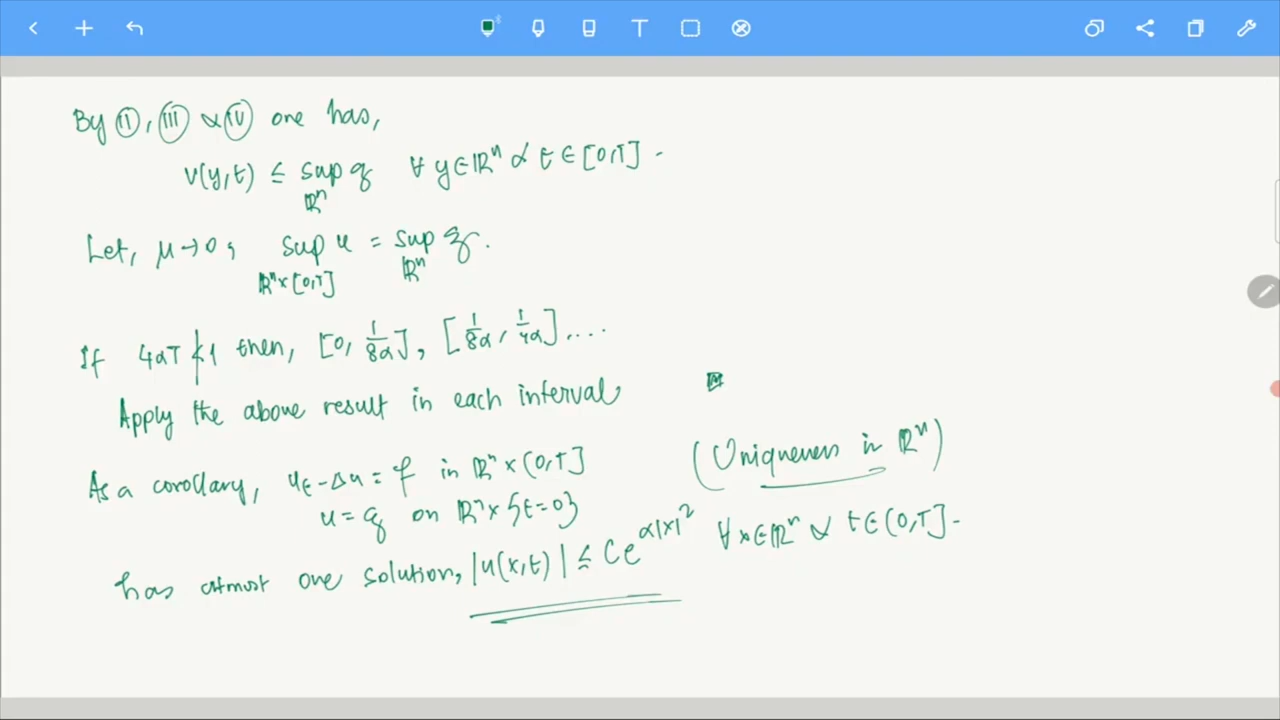 By (II), (III) & (IV) one has,
v(y,t) ≤ sup g ∀ y∈ℝⁿ & t∈[0,T].
ℝⁿ
Let, μ→0, sup u = sup g.
ℝⁿ×[0,T] ℝⁿ
If 4aT ≮ 1 then, [0, 1/8a], [1/8a, 1/4a], ....
Apply the above result in each interval
As a corollary, uₜ-Δu = f in ℝⁿ×(0,T] (Uniqueness in ℝⁿ)
u = g on ℝⁿ×{t=0}
has atmost one solution, |u(x,t)| ≤ Ce^{a|x|²} ∀ x∈ℝⁿ & t∈(0,T].
T